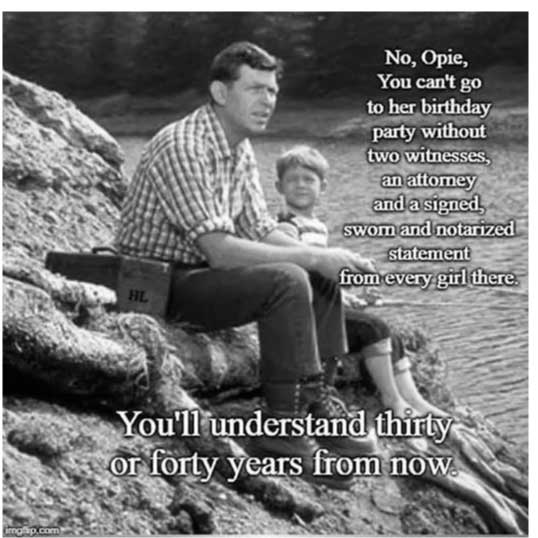 No, Opie,
You can't go
to her birthday
party without
two witnesses,
an attorney
and a signed,
sworn and notarized
statement
from every girl there.
HL
You'll understand thirty
or forty years from now.
imgflip.com